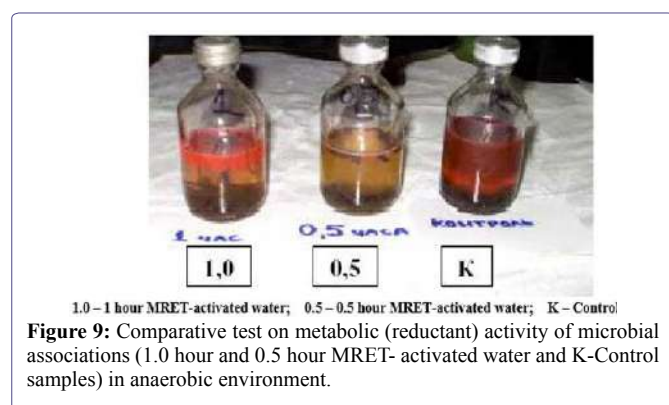 1 час 0,5 часа контроль
1,0 0,5 К
1.0 – 1 hour MRET-activated water; 0.5 – 0.5 hour MRET-activated water; K – Control
Figure 9: Comparative test on metabolic (reductant) activity of microbial
associations (1.0 hour and 0.5 hour MRET- activated water and K-Control
samples) in anaerobic environment.